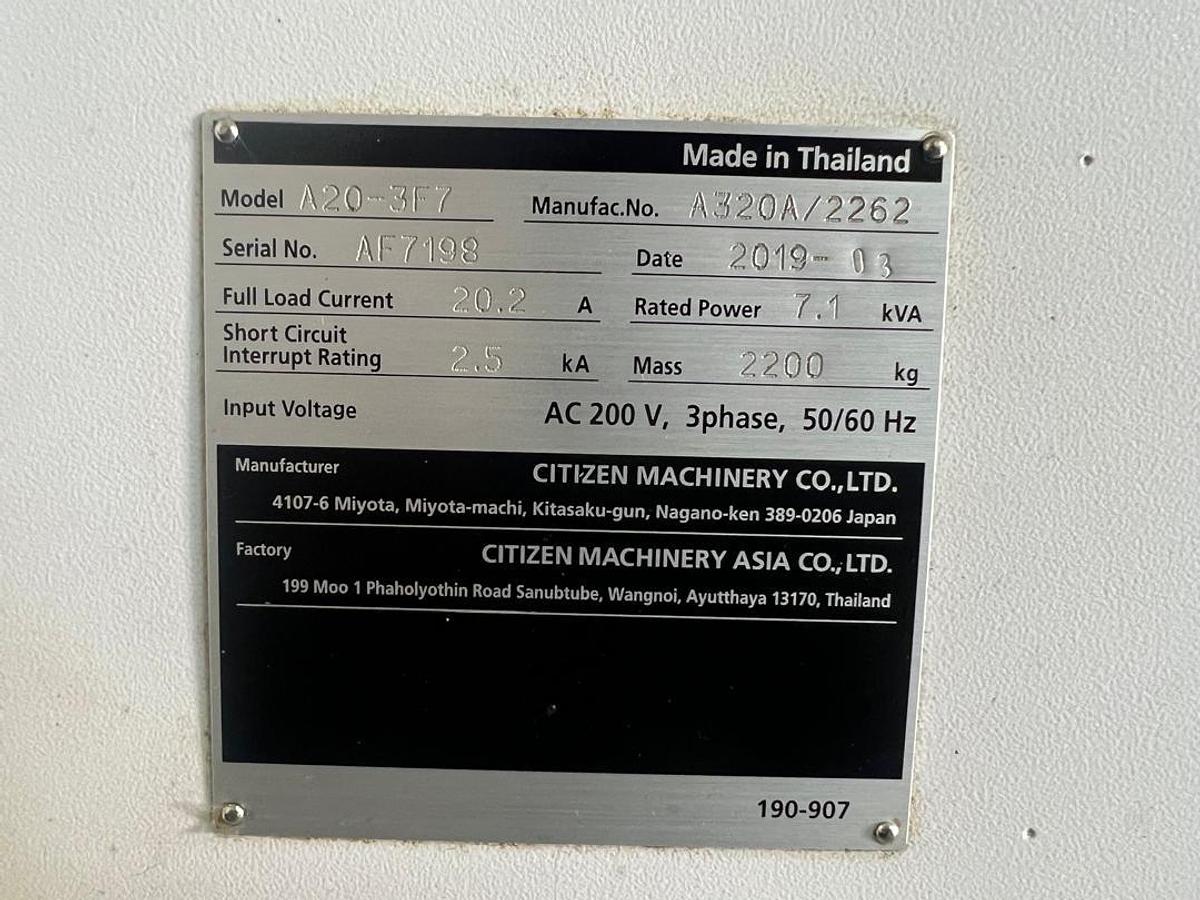 Made in Thailand
Model A20-3F7 Manufac.No. A320A/2262
Serial No. AF7198 Date 2019-03
Full Load Current 20.2 A Rated Power 7.1 kVA
Short Circuit
Interrupt Rating 2.5 kA Mass 2200 kg
Input Voltage AC 200 V, 3phase, 50/60 Hz
Manufacturer CITIZEN MACHINERY CO.,LTD.
4107-6 Miyota, Miyota-machi, Kitasaku-gun, Nagano-ken 389-0206 Japan
Factory CITIZEN MACHINERY ASIA CO.,LTD.
199 Moo 1 Phaholyothin Road Sanubtube, Wangnoi, Ayutthaya 13170, Thailand
190-907